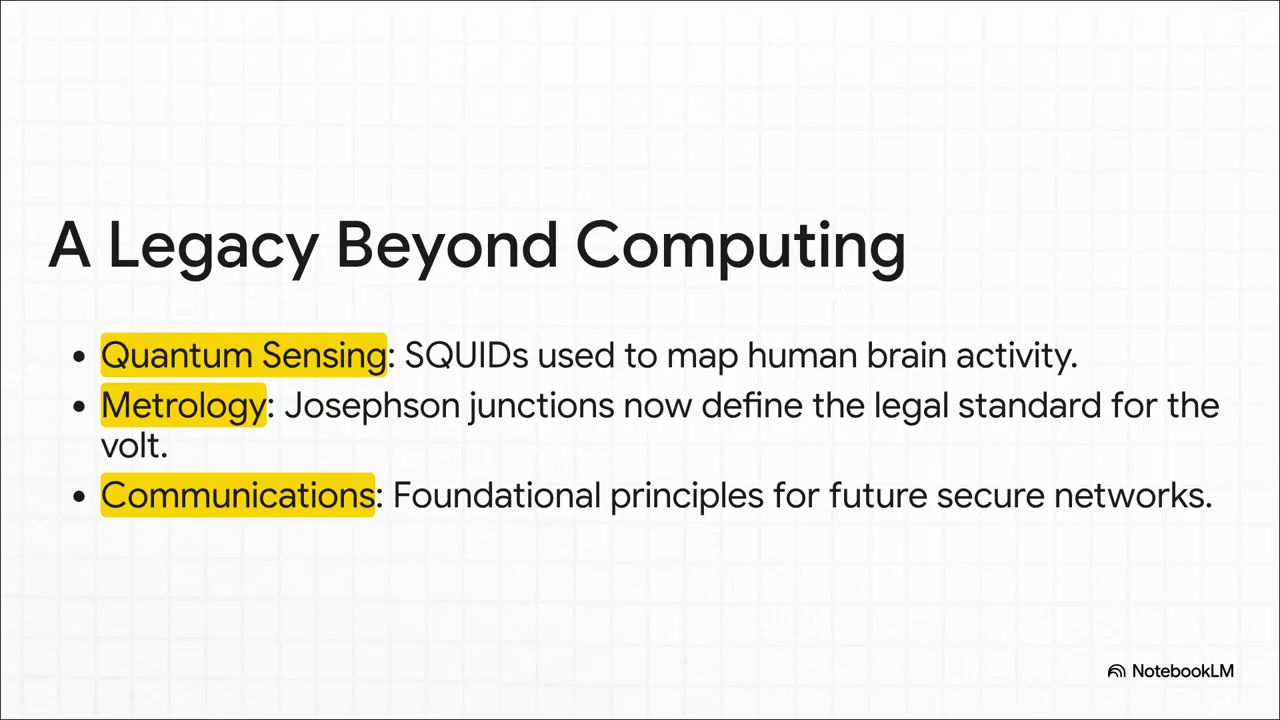 A Legacy Beyond Computing
• Quantum Sensing: SQUIDs used to map human brain activity.
• Metrology: Josephson junctions now define the legal standard for the
volt.
• Communications: Foundational principles for future secure networks.
NotebookLM